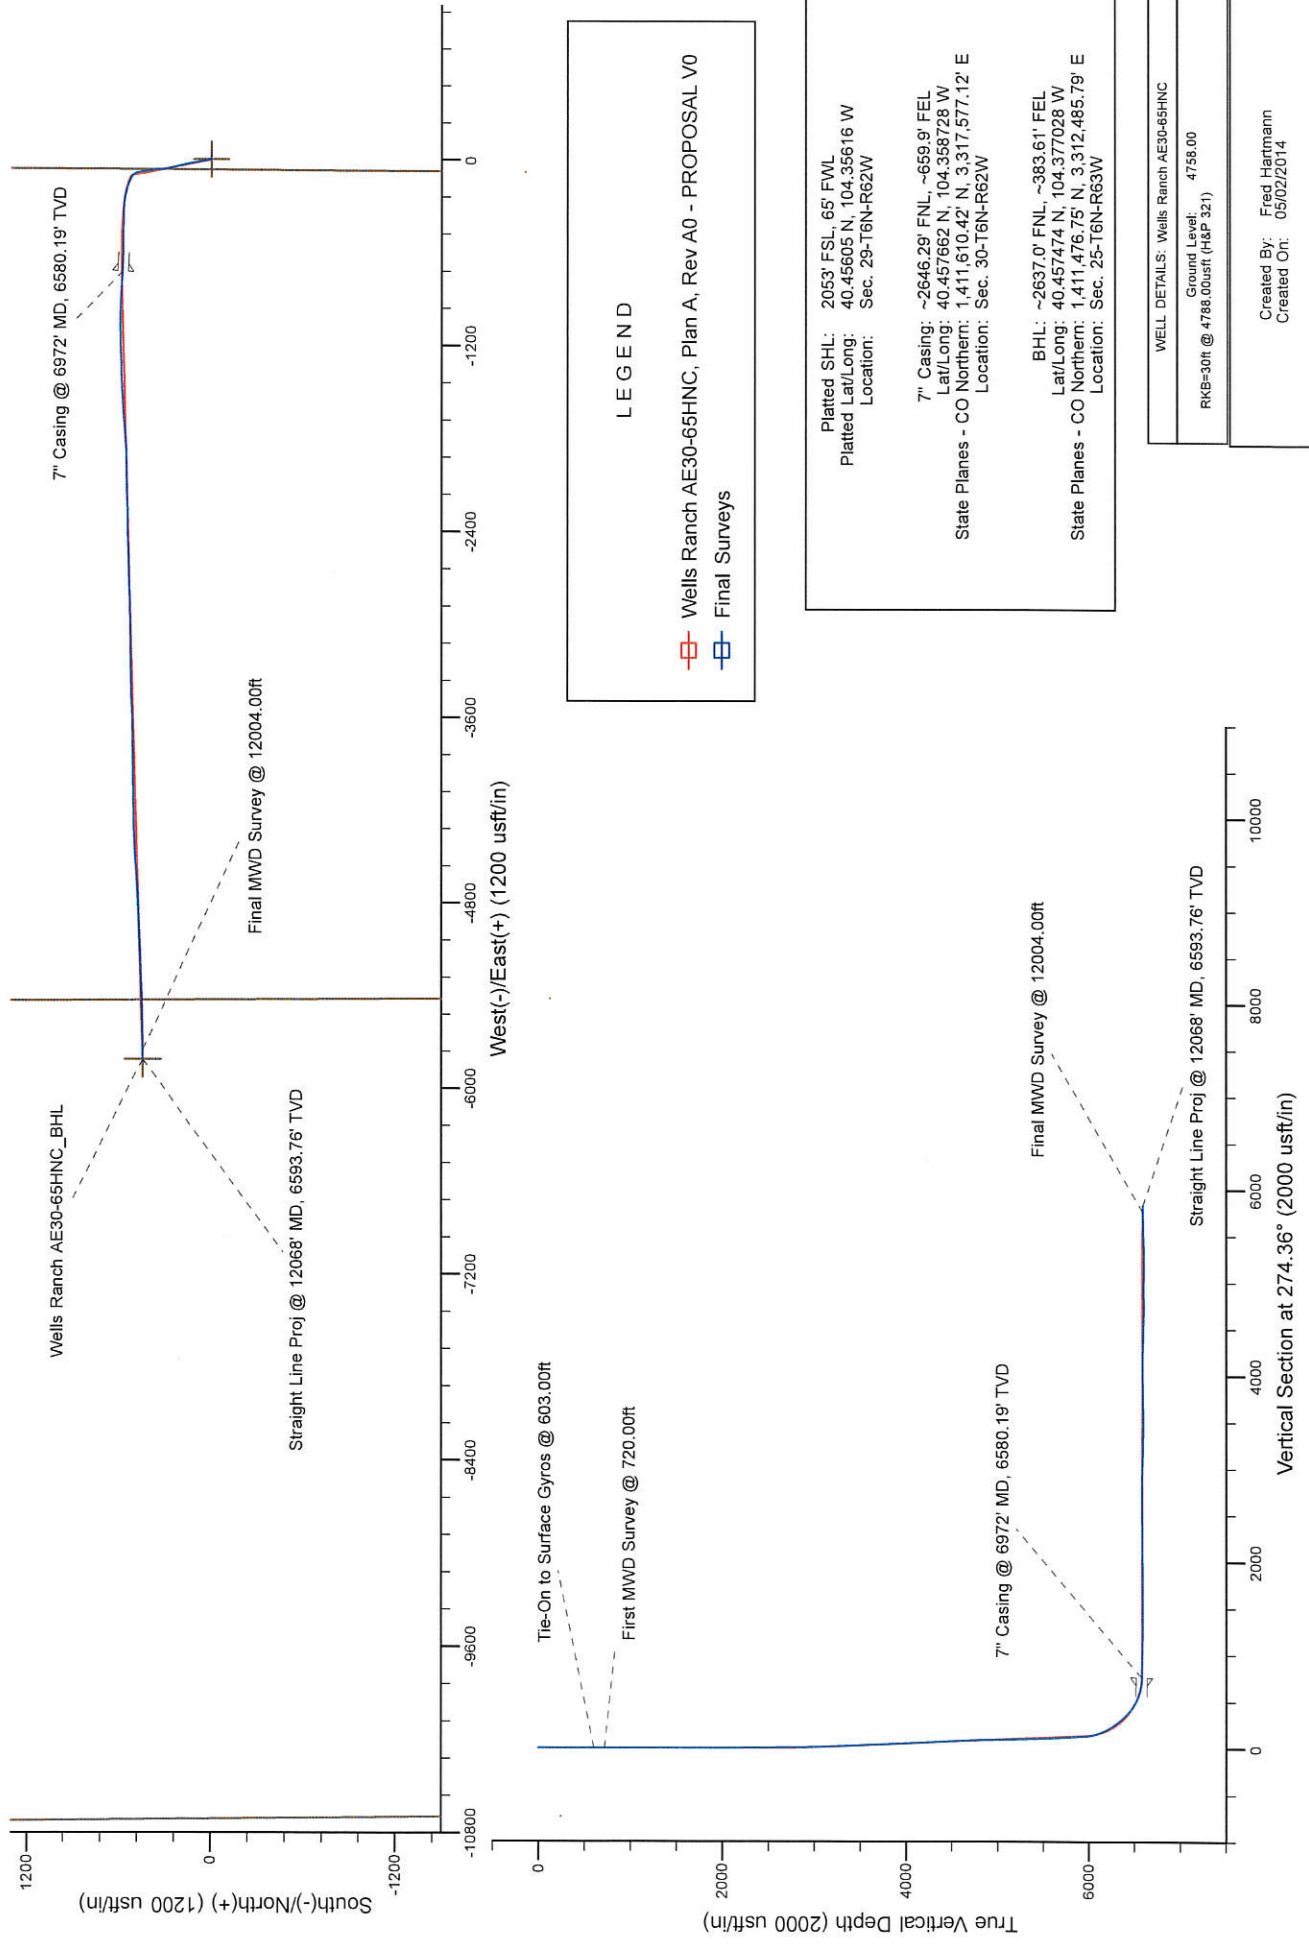 1200
0
-1200
South(-)/North(+) (1200 usft/in)
Wells Ranch AE30-65HNC_BHL
Straight Line Proj @ 12068' MD, 6593.76' TVD
Final MWD Survey @ 12004.00ft
7" Casing @ 6972' MD, 6580.19' TVD
-10800
-9600
-8400
-7200
-6000
-4800
-3600
-2400
-1200
0
West(-)/East(+) (1200 usft/in)
0
2000
4000
6000
True Vertical Depth (2000 usft/in)
Tie-On to Surface Gyros @ 603.00ft
First MWD Survey @ 720.00ft
7" Casing @ 6972' MD, 6580.19' TVD
Final MWD Survey @ 12004.00ft
Straight Line Proj @ 12068' MD, 6593.76' TVD
0
2000
4000
6000
8000
10000
Vertical Section at 274.36° (2000 usft/in)
LEGEND
Wells Ranch AE30-65HNC, Plan A, Rev A0 - PROPOSAL V0
Final Surveys
Platted SHL: 2053' FSL, 65' FWL
Platted Lat/Long: 40.45605 N, 104.35616 W
Location: Sec. 29-T6N-R62W
7" Casing: ~2646.29' FNL, ~659.9' FEL
Lat/Long: 40.457662 N, 104.358728 W
State Planes - CO Northern: 1,411,610.42' N, 3,317,577.12' E
Location: Sec. 30-T6N-R62W
BHL: ~2637.0' FNL, ~383.61' FEL
Lat/Long: 40.457474 N, 104.377028 W
State Planes - CO Northern: 1,411,476.75' N, 3,312,485.79' E
Location: Sec. 25-T6N-R63W
WELL DETAILS: Wells Ranch AE30-65HNC
Ground Level: 4758.00
RKB=30ft @ 4788.00usft (H&P 321)
Created By: Fred Hartmann
Created On: 05/02/2014